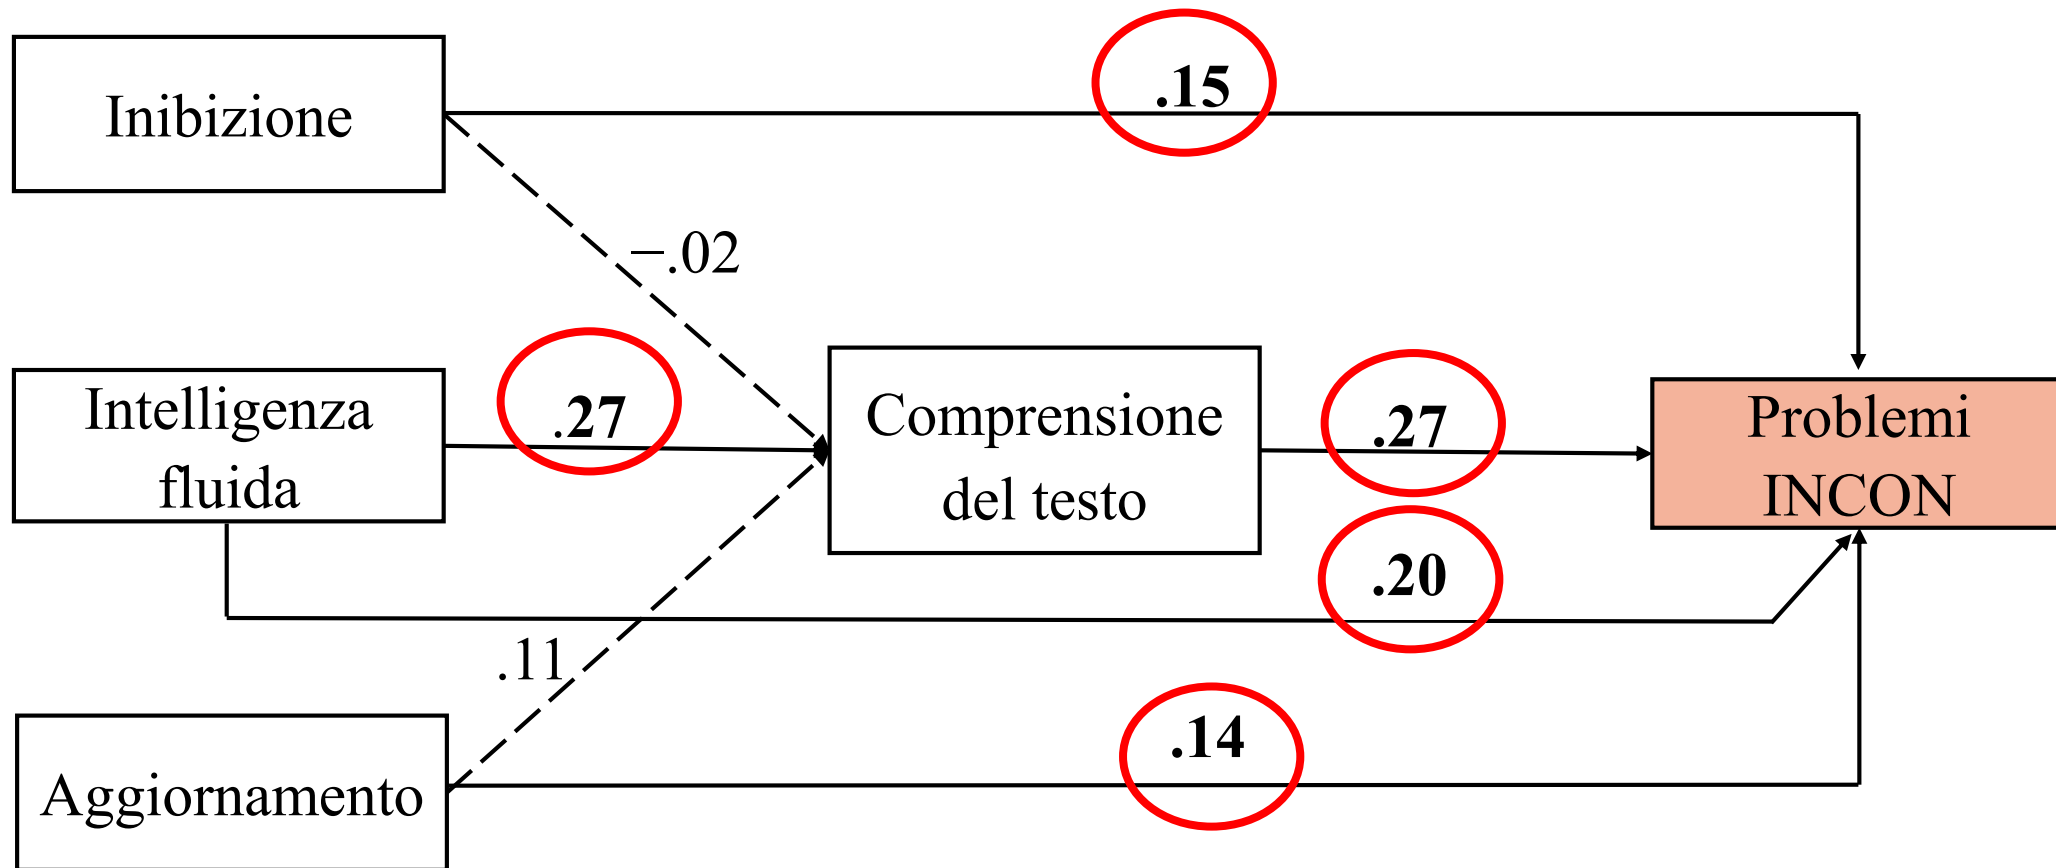 .15
Inibizione
−.02
Intelligenza
fluida
.27
Comprensione
del testo
.27
Problemi
INCON
.20
.11
.14
Aggiornamento